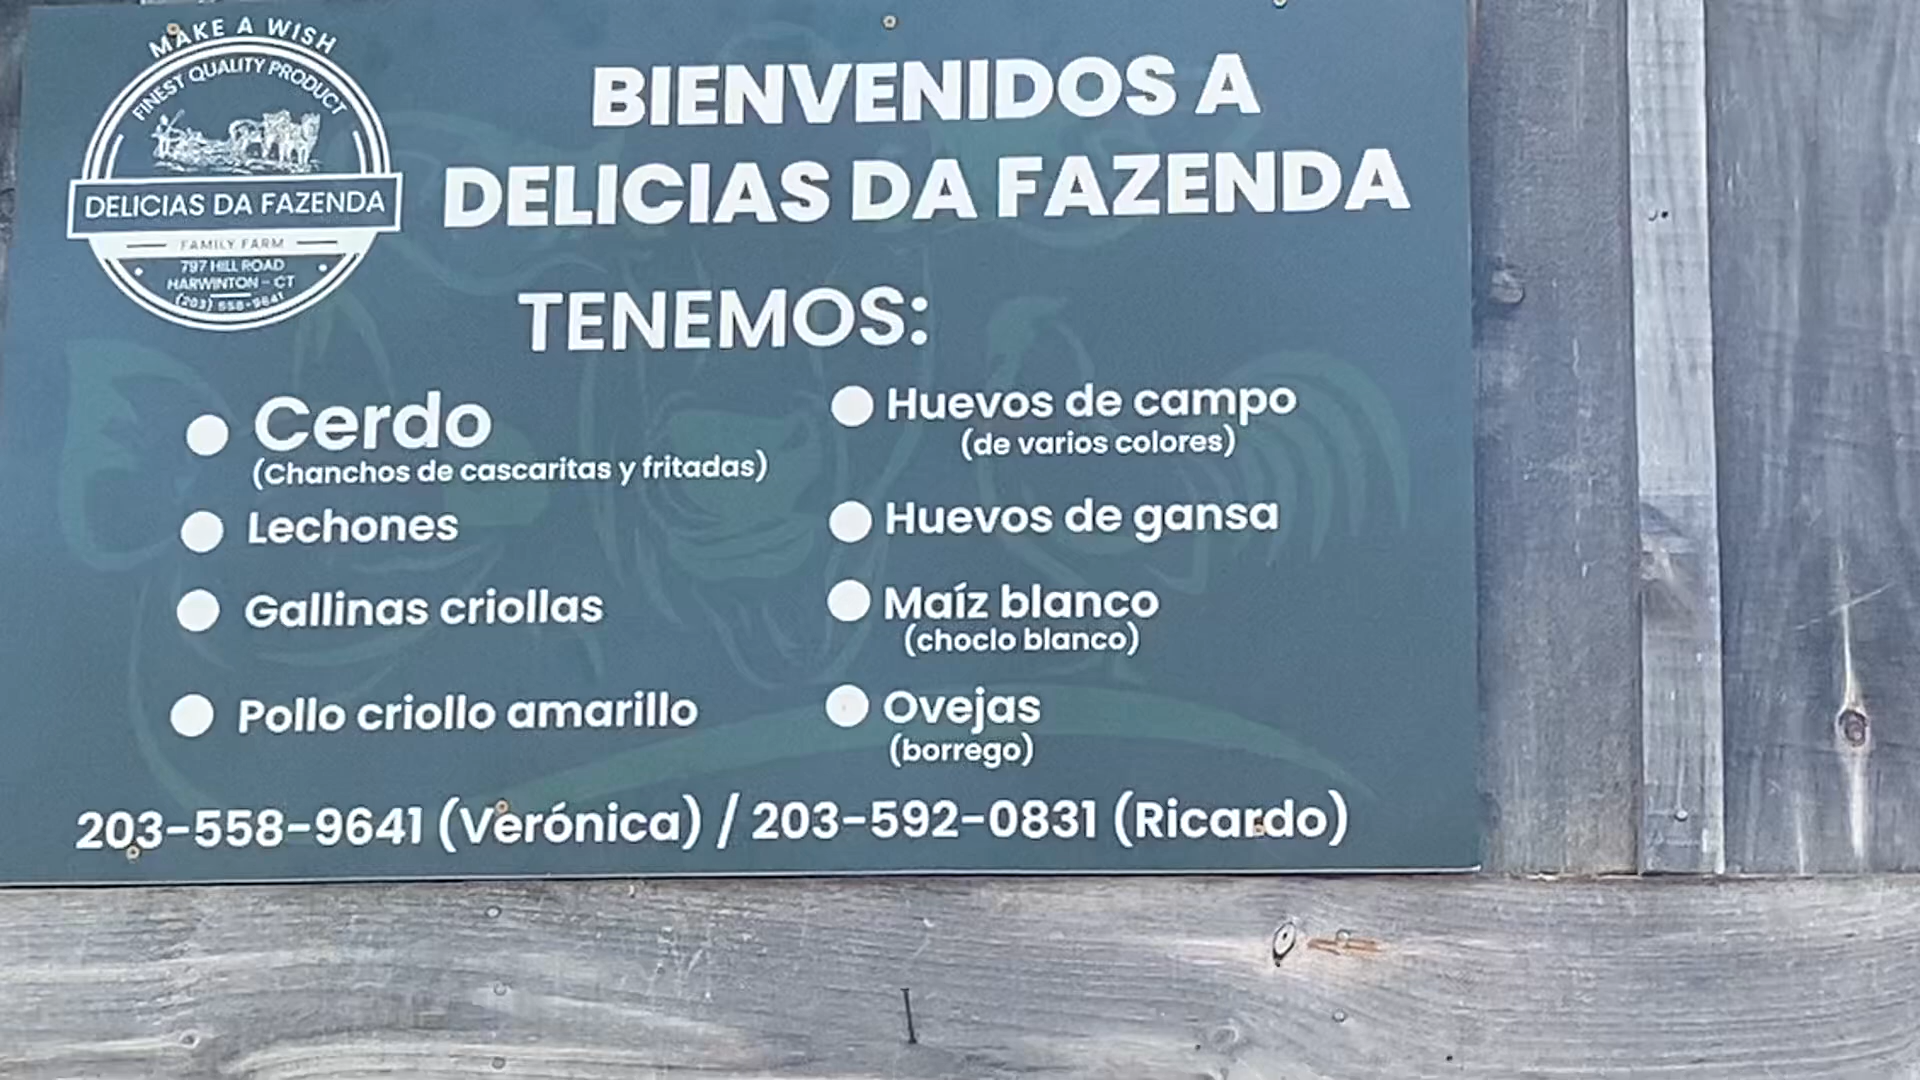 MAKE A WISH
FINEST QUALITY PRODUCT
DELICIAS DA FAZENDA
FAMILY FARM
797 HILL ROAD
HARWINTON - CT
(203) 558-9641
BIENVENIDOS A
DELICIAS DA FAZENDA
TENEMOS:
Cerdo
(Chanchos de cascaritas y fritadas)
Lechones
Gallinas criollas
Pollo criollo amarillo
Huevos de campo
(de varios colores)
Huevos de gansa
Maíz blanco
(choclo blanco)
Ovejas
(borrego)
203-558-9641 (Verónica) / 203-592-0831 (Ricardo)